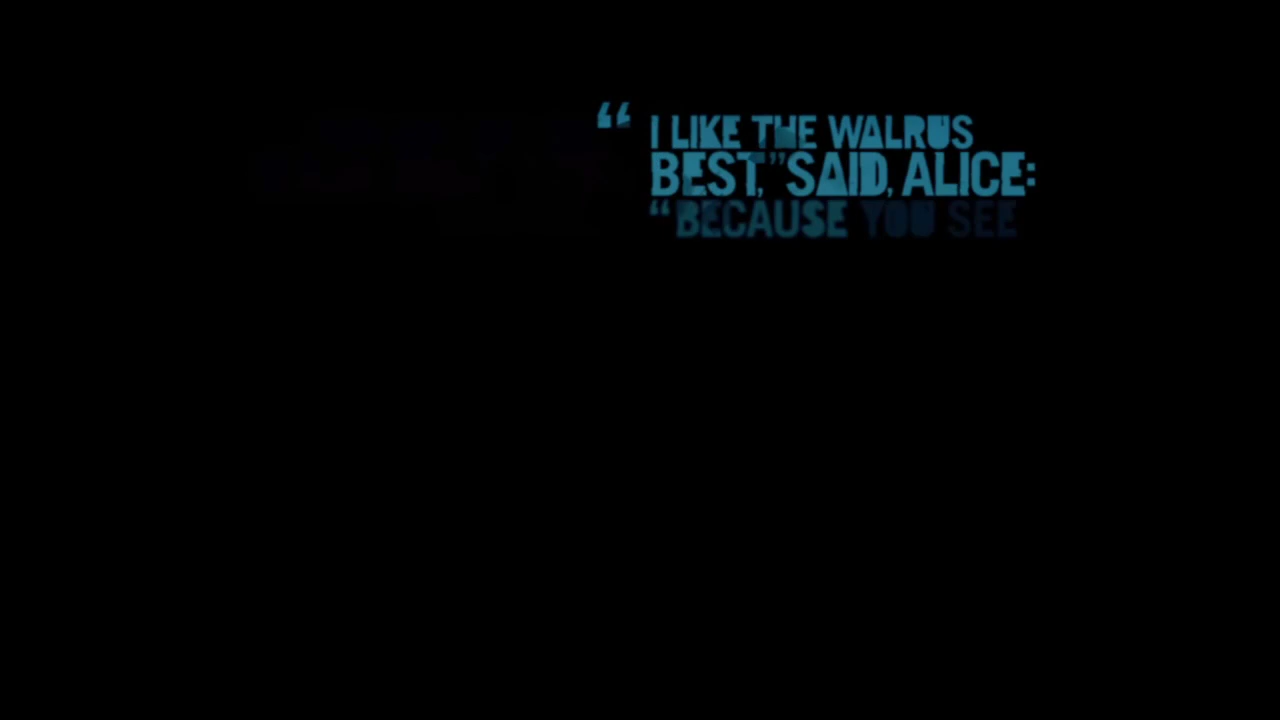 “ I LIKE THE WALRUS
BEST,” SAID, ALICE:
“BECAUSE YOU SEE